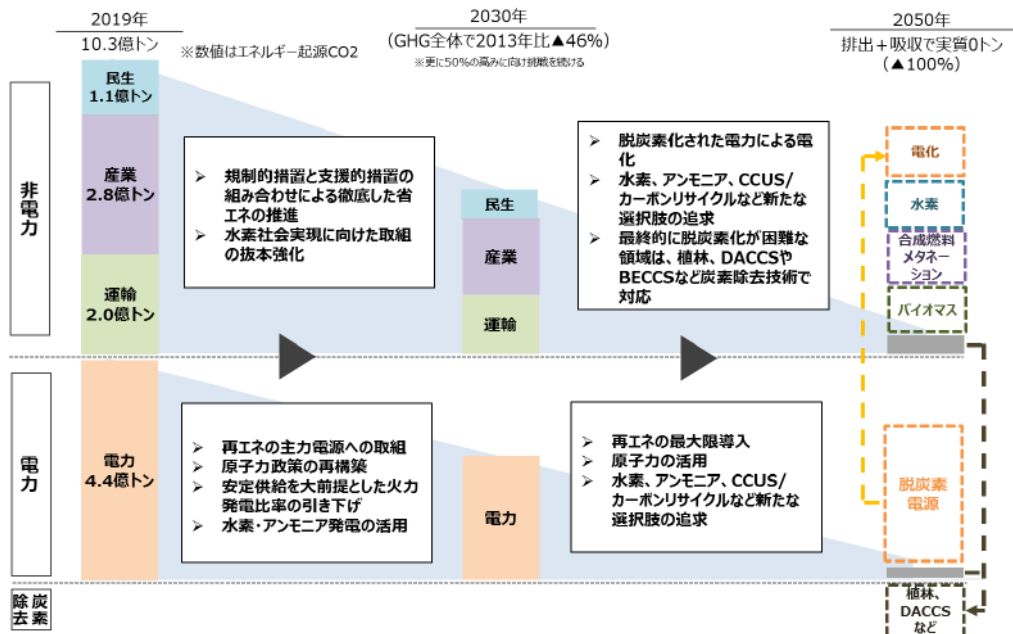 2019年
10.3億トン
※数値はエネルギー起源CO2
2030年
(GHG全体で2013年比▲46%)
※更に50%の高みに向け挑戦を続ける
2050年
排出+吸収で実質0トン
(▲100%)
非電力
民生
1.1億トン
産業
2.8億トン
運輸
2.0億トン
➢ 規制的措置と支援的措置の
組み合わせによる徹底した省
エネの推進
➢ 水素社会実現に向けた取組
の抜本強化
民生
産業
運輸
➢ 脱炭素化された電力による電
化
➢ 水素、アンモニア、CCUS/
カーボンリサイクルなど新たな
選択肢の追求
➢ 最終的に脱炭素化が困難な
領域は、植林、DACCSや
BECCSなど炭素除去技術で
対応
電化
水素
合成燃料
メタネー
ション
バイオマス
電力
電力
4.4億トン
➢ 再エネの主力電源への取組
➢ 原子力政策の再構築
➢ 安定供給を大前提とした火力
発電比率の引き下げ
➢ 水素・アンモニア発電の活用
電力
➢ 再エネの最大限導入
➢ 原子力の活用
➢ 水素、アンモニア、CCUS/
カーボンリサイクルなど新たな
選択肢の追求
脱炭素
電源
炭素除去
植林、
DACCS
など